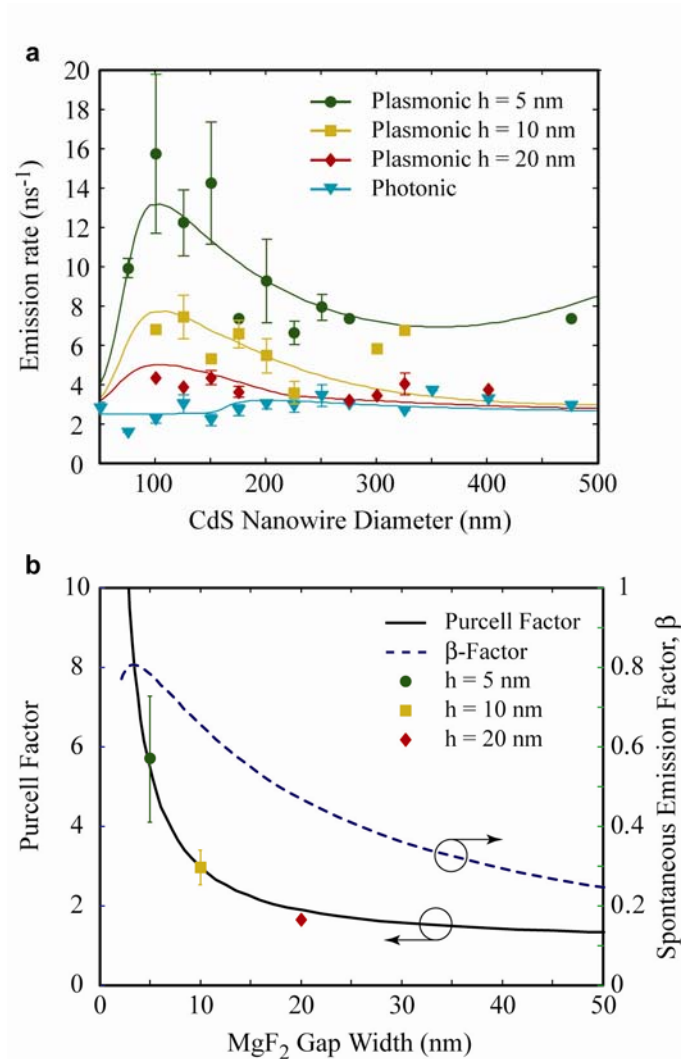 a
20
18
16
14
12
10
8
6
4
2
0
Emission rate (ns⁻¹)
Plasmonic h = 5 nm
Plasmonic h = 10 nm
Plasmonic h = 20 nm
Photonic
100 200 300 400 500
CdS Nanowire Diameter (nm)
b
10
8
6
4
2
0
Purcell Factor
Purcell Factor
β-Factor
h = 5 nm
h = 10 nm
h = 20 nm
1
0.8
0.6
0.4
0.2
0
Spontaneous Emission Factor, β
0 10 20 30 40 50
MgF₂ Gap Width (nm)